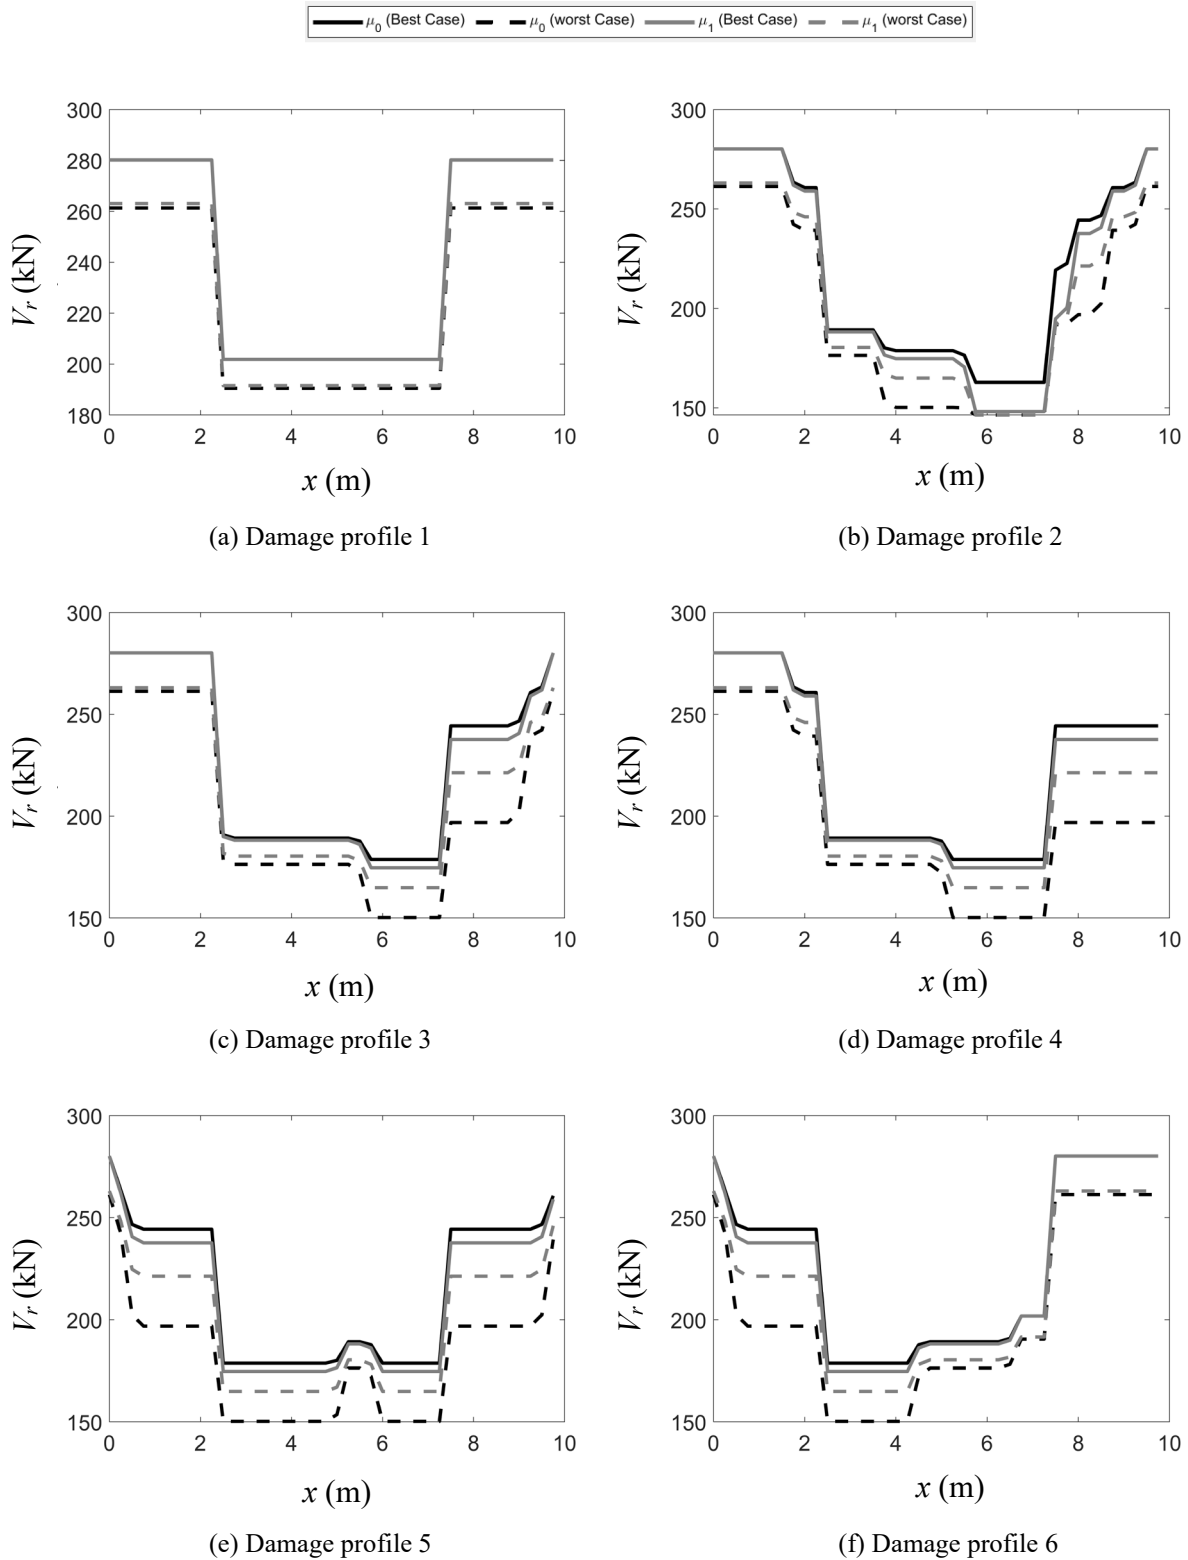 μ0 (Best Case) μ0 (worst Case) μ1 (Best Case) μ1 (worst Case)
300
280
260
240
220
200
180
0 2 4 6 8 10
Vr (kN)
x (m)
(a) Damage profile 1
300
250
200
150
0 2 4 6 8 10
Vr (kN)
x (m)
(b) Damage profile 2
300
250
200
150
0 2 4 6 8 10
Vr (kN)
x (m)
(c) Damage profile 3
300
250
200
150
0 2 4 6 8 10
Vr (kN)
x (m)
(d) Damage profile 4
300
250
200
150
0 2 4 6 8 10
Vr (kN)
x (m)
(e) Damage profile 5
300
250
200
150
0 2 4 6 8 10
Vr (kN)
x (m)
(f) Damage profile 6